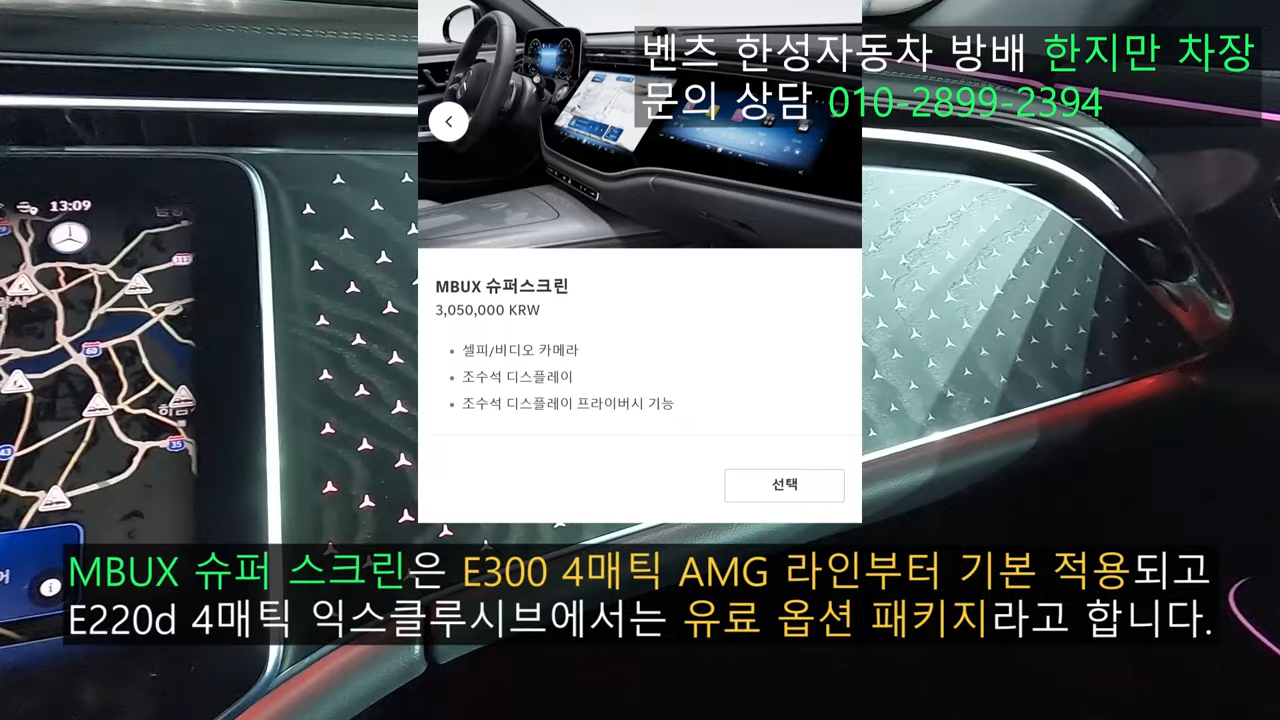 벤츠 한성자동차 방배 한지만 차장
문의 상담 010-2899-2394
13:09
60
43
35
MBUX 슈퍼스크린
3,050,000 KRW
셀피/비디오 카메라
조수석 디스플레이
조수석 디스플레이 프라이버시 기능
선택
MBUX 슈퍼 스크린은 E300 4매틱 AMG 라인부터 기본 적용되고
E220d 4매틱 익스클루시브에서는 유료 옵션 패키지라고 합니다.